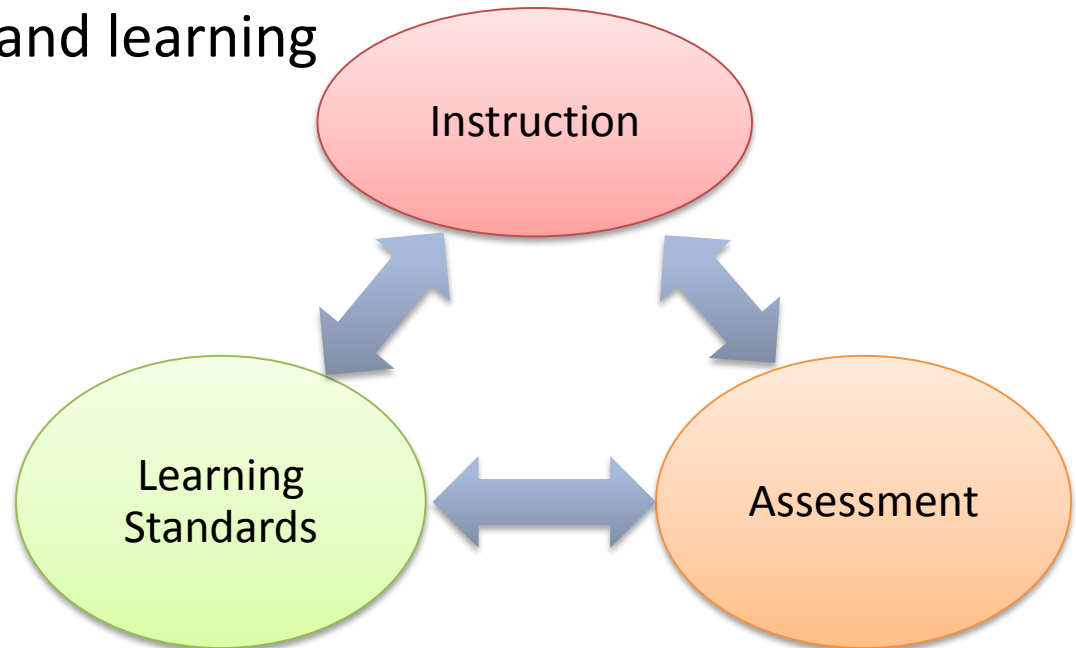 and learning
Instruction
Learning
Standards
Assessment